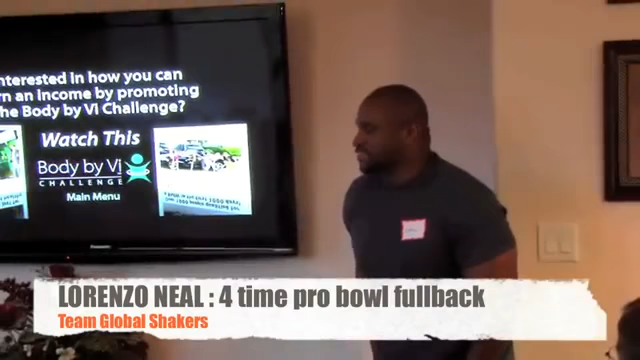 nterested in how you can
rn an income by promoting
he Body by Vi Challenge?
Watch This
Body by Vi
CHALLENGE
Main Menu
Panasonic
LORENZO NEAL : 4 time pro bowl fullback
Team Global Shakers